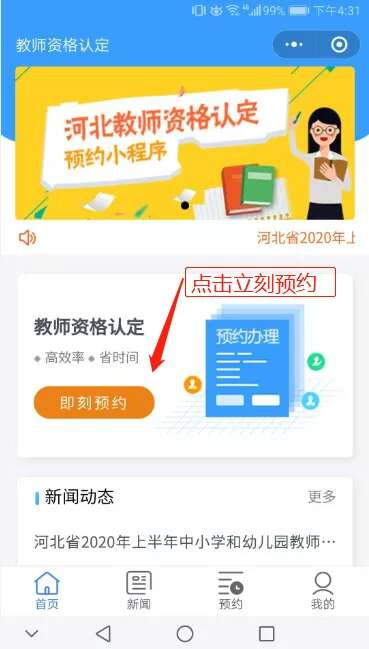 4G 99% 下午4:31
教师资格认定
河北教师资格认定
预约小程序
河北省2020年上
点击立刻预约
教师资格认定
预约办理
高效率 省时间
即刻预约
新闻动态 更多
河北省2020年上半年中小学和幼儿园教师…
首页 新闻 预约 我的